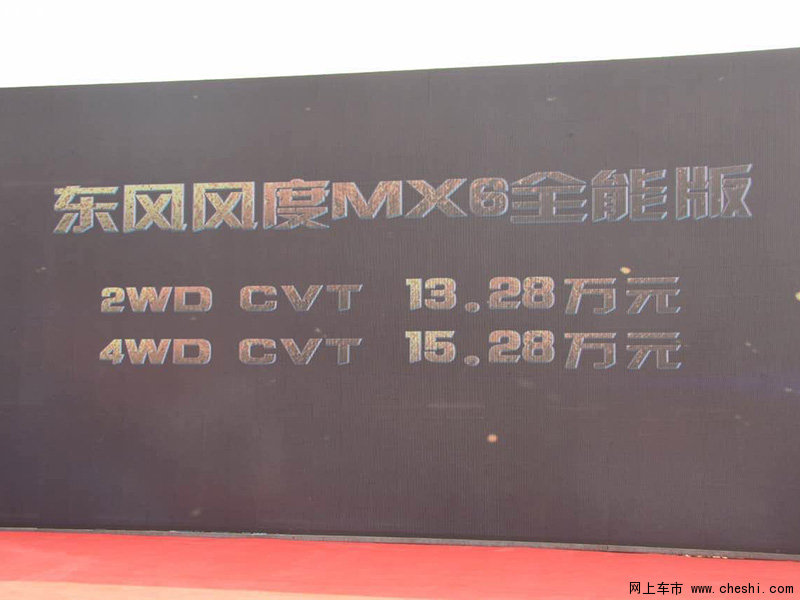 东风风度MX6全能版
2WD CVT 13.28万元
4WD CVT 15.28万元
网上车市 www.cheshi.com